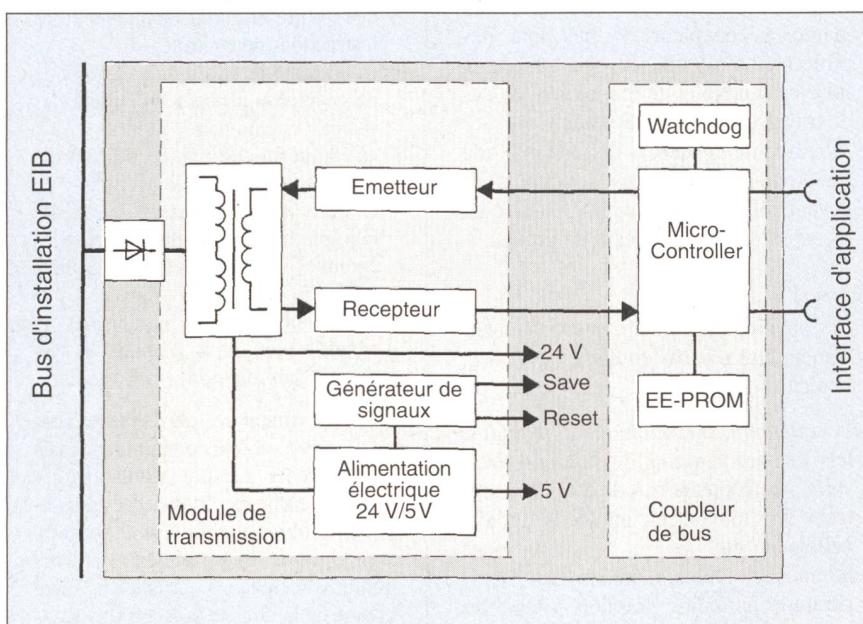 Bus d'installation EIB
Emetteur
Recepteur
Générateur de
signaux
Alimentation
électrique
24 V/5 V
Module de
transmission
24 V
Save
Reset
5 V
Watchdog
Micro-
Controller
EE-PROM
Coupleur
de bus
Interface d'application